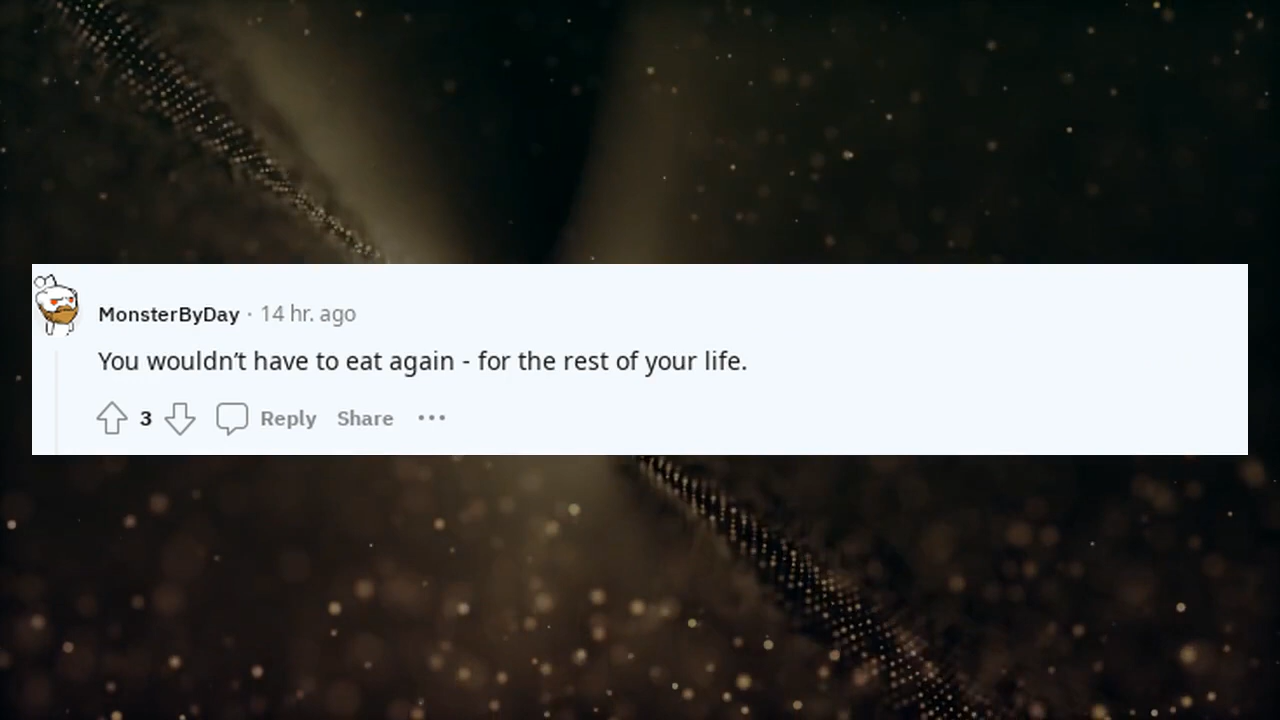 MonsterByDay · 14 hr. ago
You wouldn't have to eat again - for the rest of your life.
3 Reply Share ···